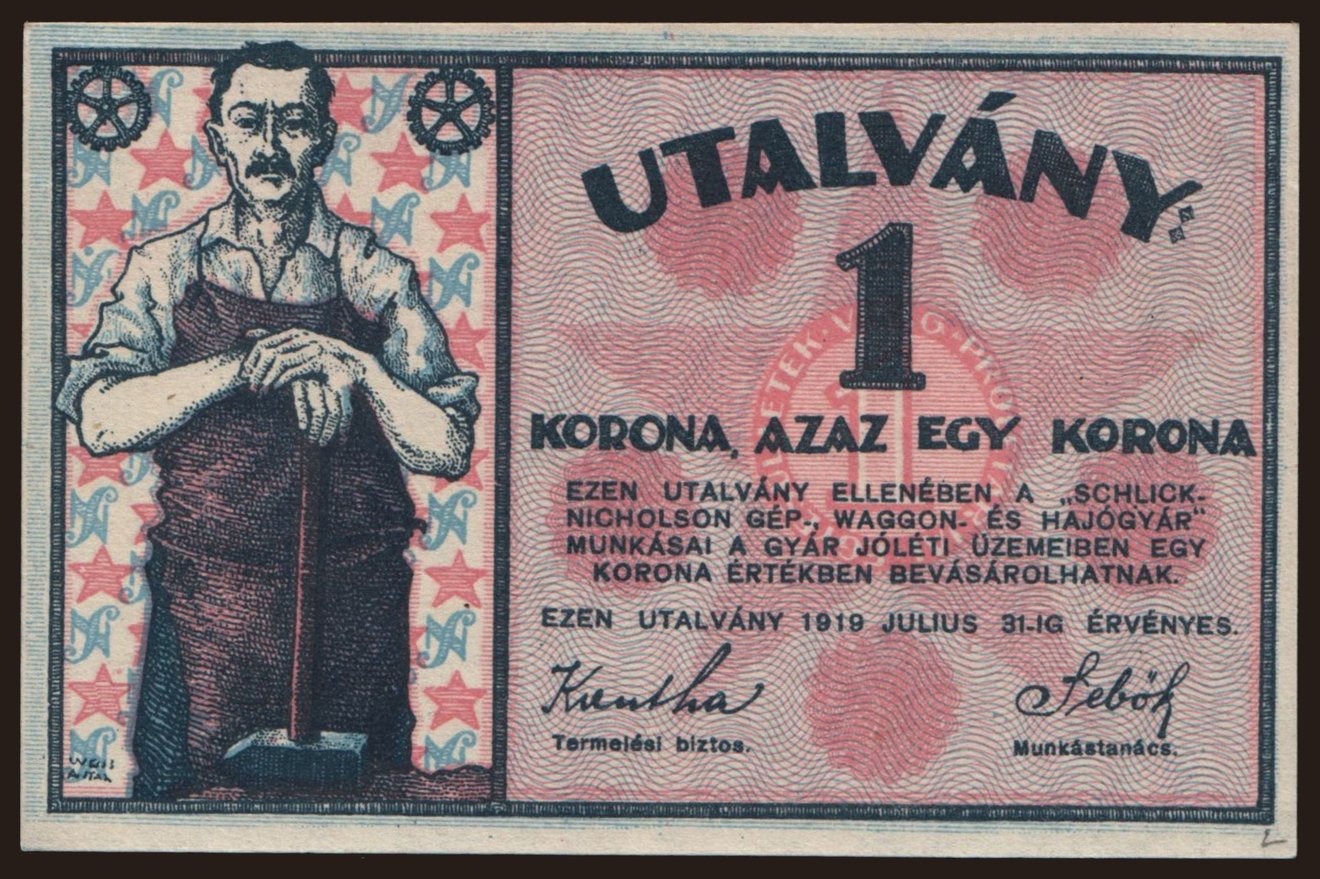 UTALVÁNY:
1
KORONA, AZAZ EGY KORONA
EZEN UTALVÁNY ELLENÉBEN A „SCHLICK-
NICHOLSON GÉP-, WAGGON- ÉS HAJÓGYÁR"
MUNKÁSAI A GYÁR JÓLÉTI ÜZEMEIBEN EGY
KORONA ÉRTÉKBEN BEVÁSÁROLHATNAK.
EZEN UTALVÁNY 1919 JULIUS 31-IG ÉRVÉNYES.
Kuntha Sebők
Termelési biztos. Munkástanács.